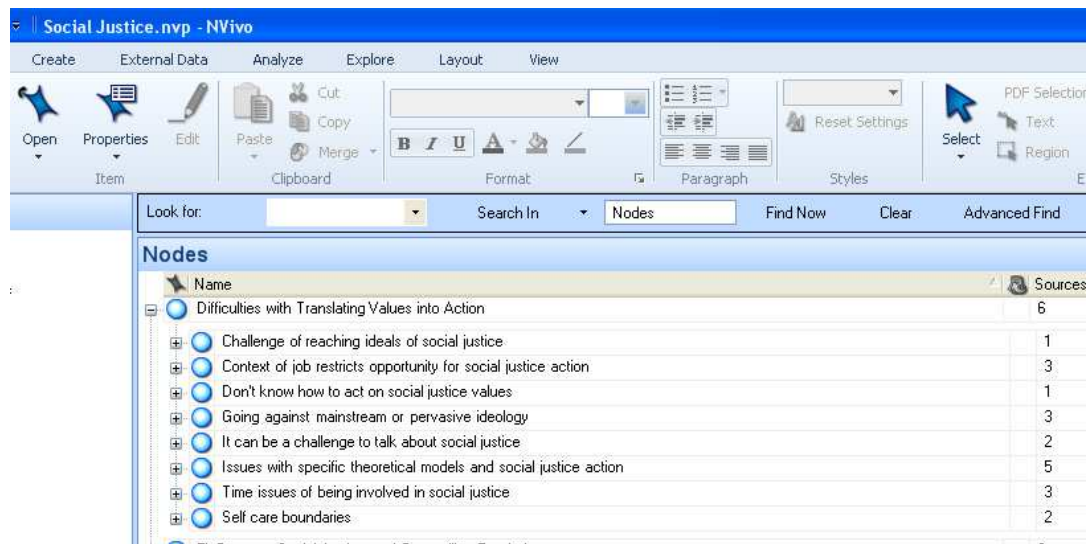 Social Justice.nvp - NVivo
Create External Data Analyze Explore Layout View
Open Properties Edit Paste Cut Copy Merge B I U Reset Settings Select PDF Selection Text Region
Item Clipboard Format Paragraph Styles E
Look for: Search In Nodes Find Now Clear Advanced Find
Nodes
Name Sources
Difficulties with Translating Values into Action 6
Challenge of reaching ideals of social justice 1
Context of job restricts opportunity for social justice action 3
Don't know how to act on social justice values 1
Going against mainstream or pervasive ideology 3
It can be a challenge to talk about social justice 2
Issues with specific theoretical models and social justice action 5
Time issues of being involved in social justice 3
Self care boundaries 2